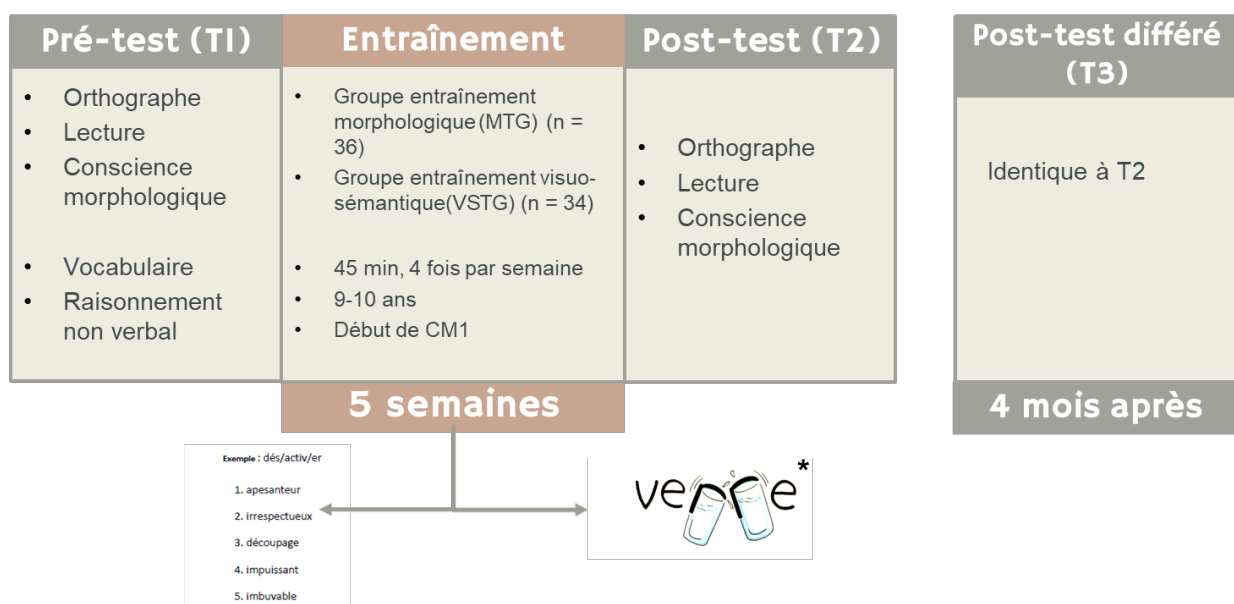 Pré-test (T1)
• Orthographe
• Lecture
• Conscience
morphologique
• Vocabulaire
• Raisonnement
non verbal
Entraînement
• Groupe entraînement
morphologique(MTG) (n =
36)
• Groupe entraînement visuo-
sémantique(VSTG) (n = 34)
• 45 min, 4 fois par semaine
• 9-10 ans
• Début de CM1
5 semaines
Post-test (T2)
• Orthographe
• Lecture
• Conscience
morphologique
Post-test différé
(T3)
Identique à T2
4 mois après
Exemple : dés/activ/er
1. apesanteur
2. irrespectueux
3. découpage
4. impuissant
5. imbuvable
verre*